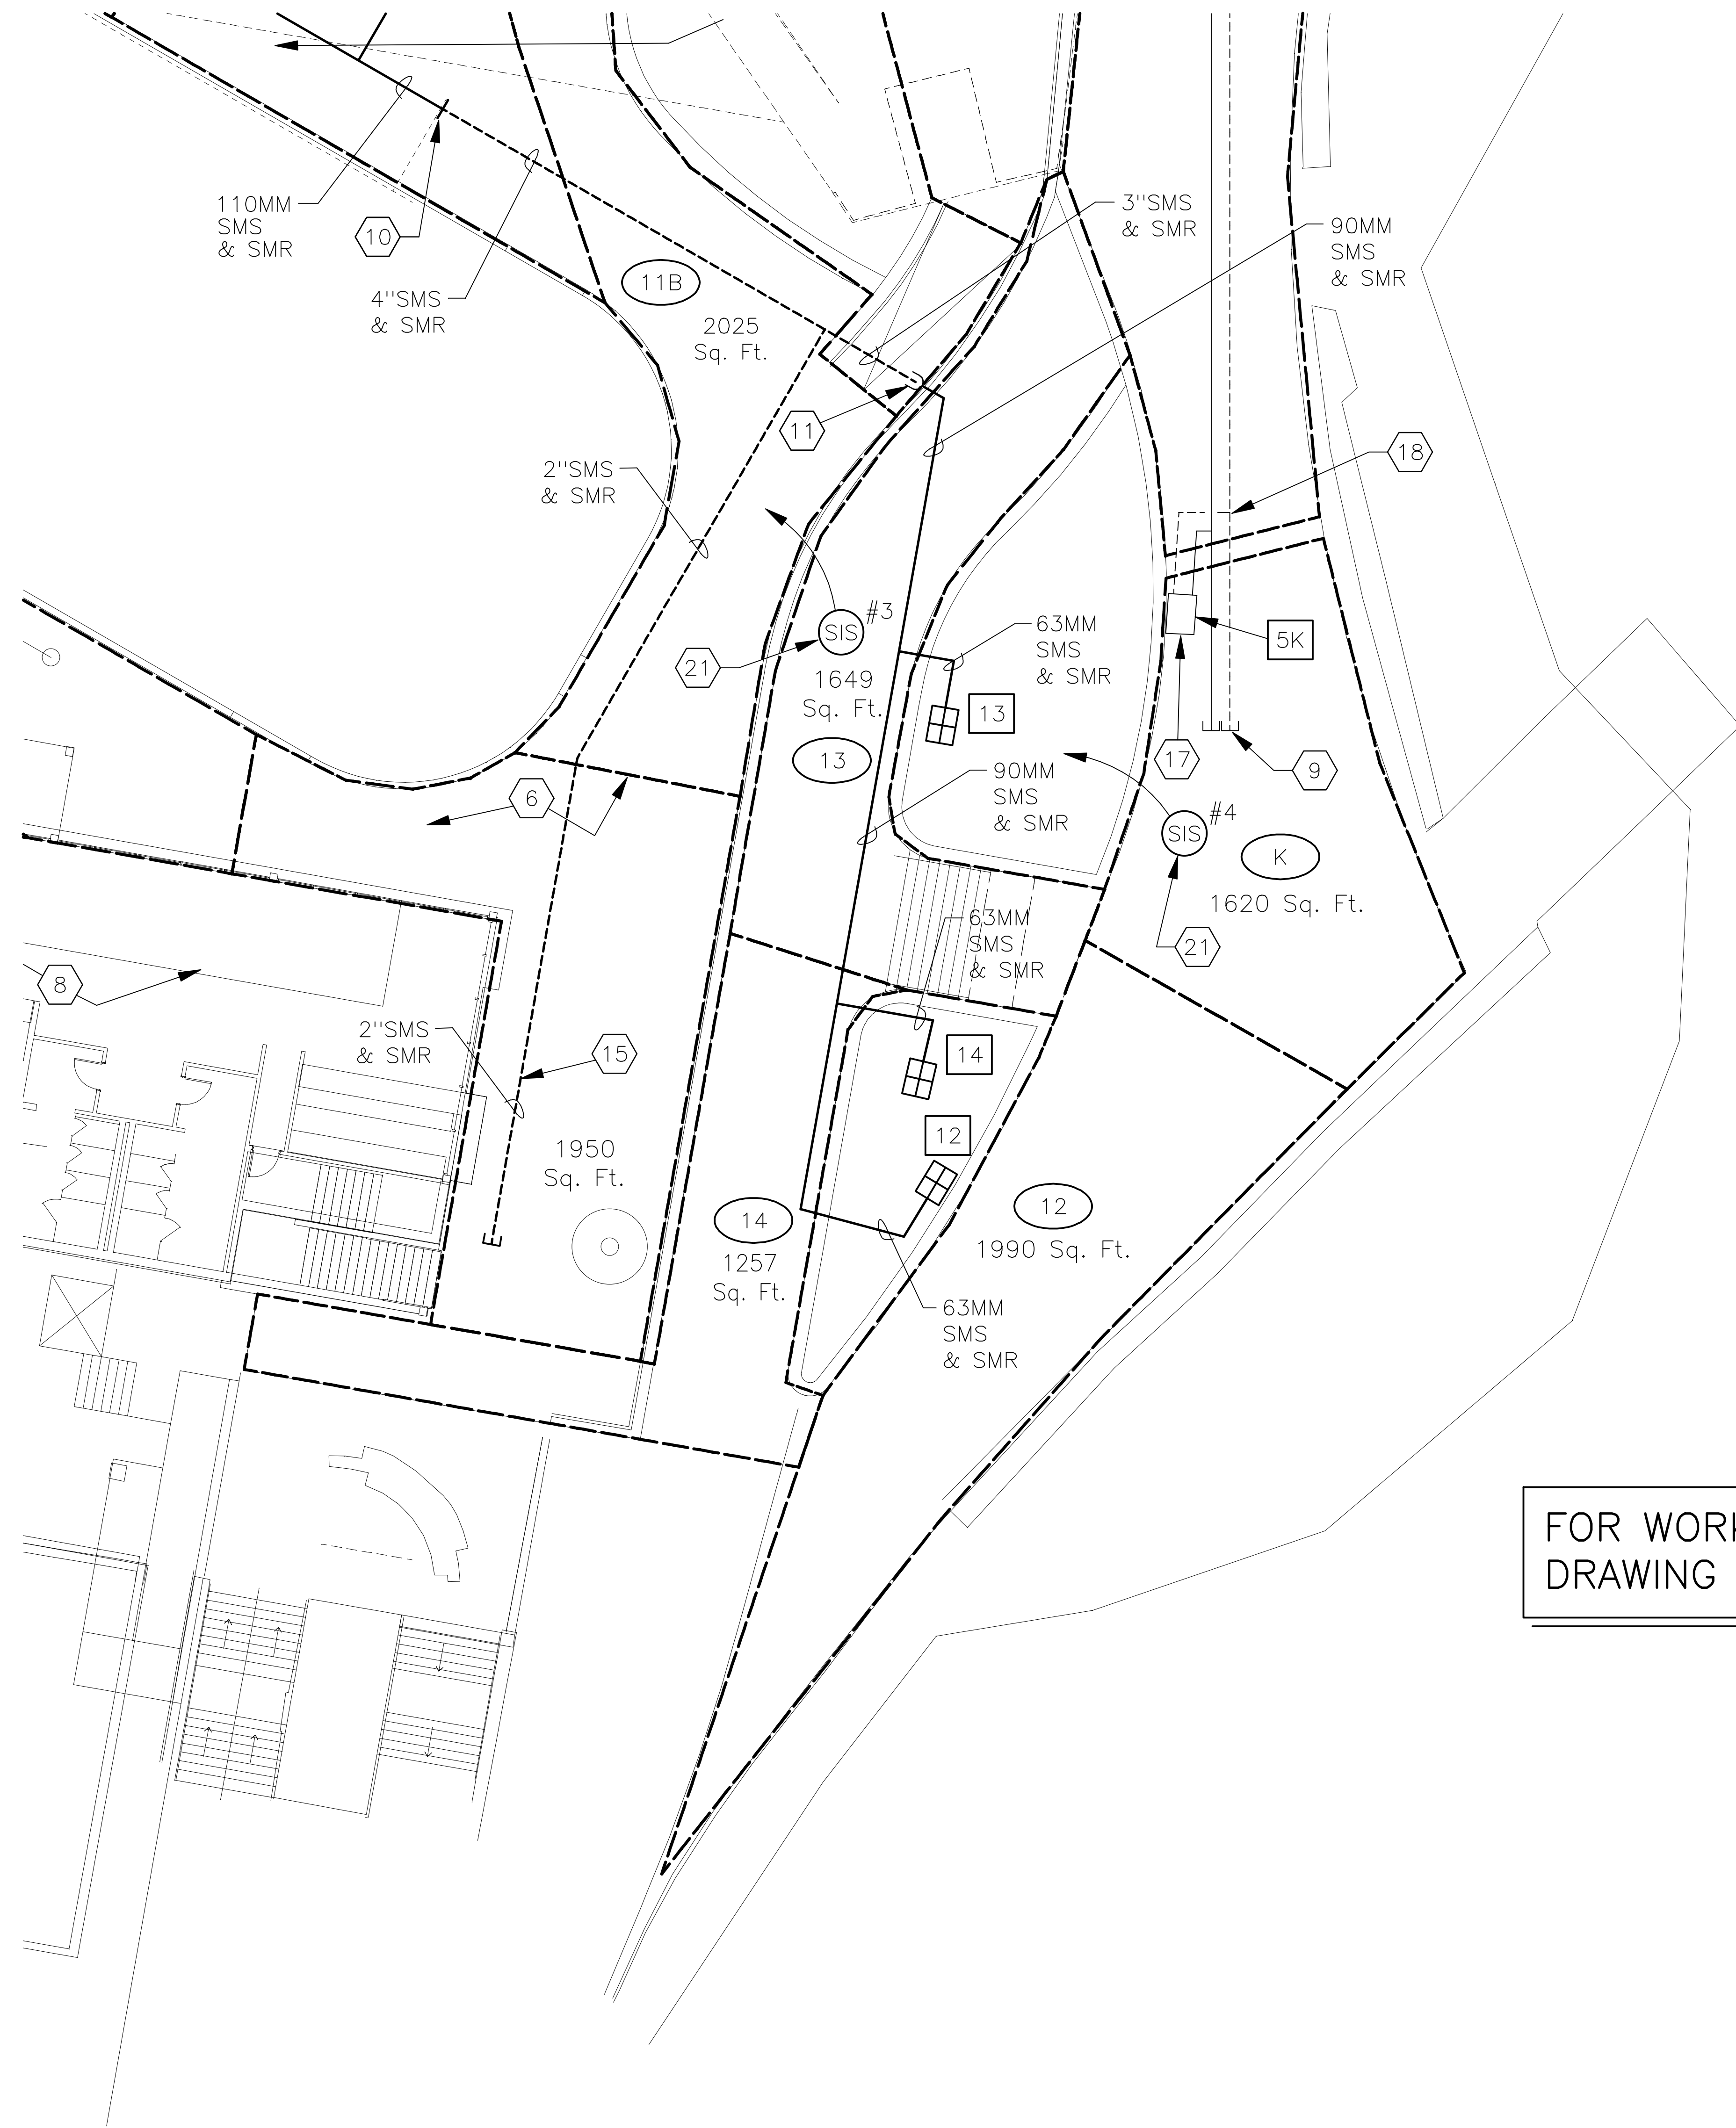 110MM
SMS
& SMR
10
4"SMS
& SMR
11B
2025
Sq. Ft.
3"SMS
& SMR
90MM
SMS
& SMR
11
18
2"SMS
& SMR
SIS
#3
21
1649
Sq. Ft.
13
63MM
SMS
& SMR
13
5K
17
9
6
90MM
SMS
& SMR
SIS
#4
K
1620 Sq. Ft.
21
63MM
SMS
& SMR
8
2"SMS
& SMR
15
14
12
1950
Sq. Ft.
14
1257
Sq. Ft.
12
1990 Sq. Ft.
63MM
SMS
& SMR
FOR WORK
DRAWING